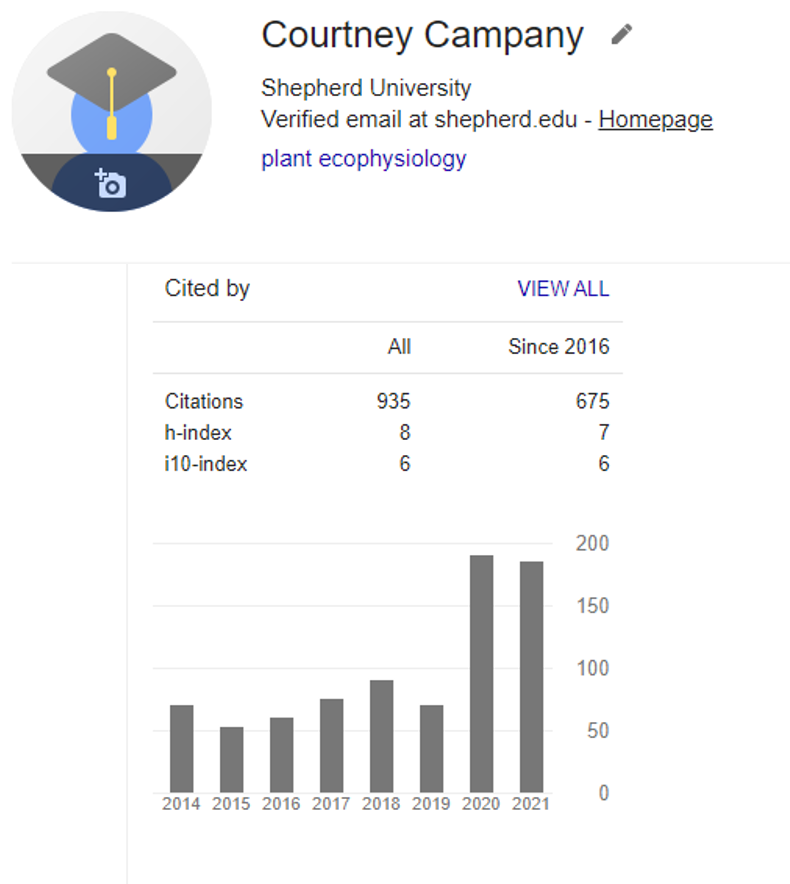 Courtney Campany
Shepherd University
Verified email at shepherd.edu - Homepage
plant ecophysiology
Cited by VIEW ALL
All Since 2016
Citations 935 675
h-index 8 7
i10-index 6 6
200
150
100
50
0
2014 2015 2016 2017 2018 2019 2020 2021